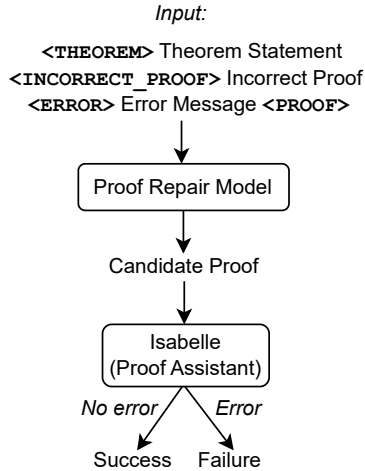 Input:
<THEOREM> Theorem Statement
<INCORRECT_PROOF> Incorrect Proof
<ERROR> Error Message <PROOF>
Proof Repair Model
Candidate Proof
Isabelle
(Proof Assistant)
No error Error
Success Failure